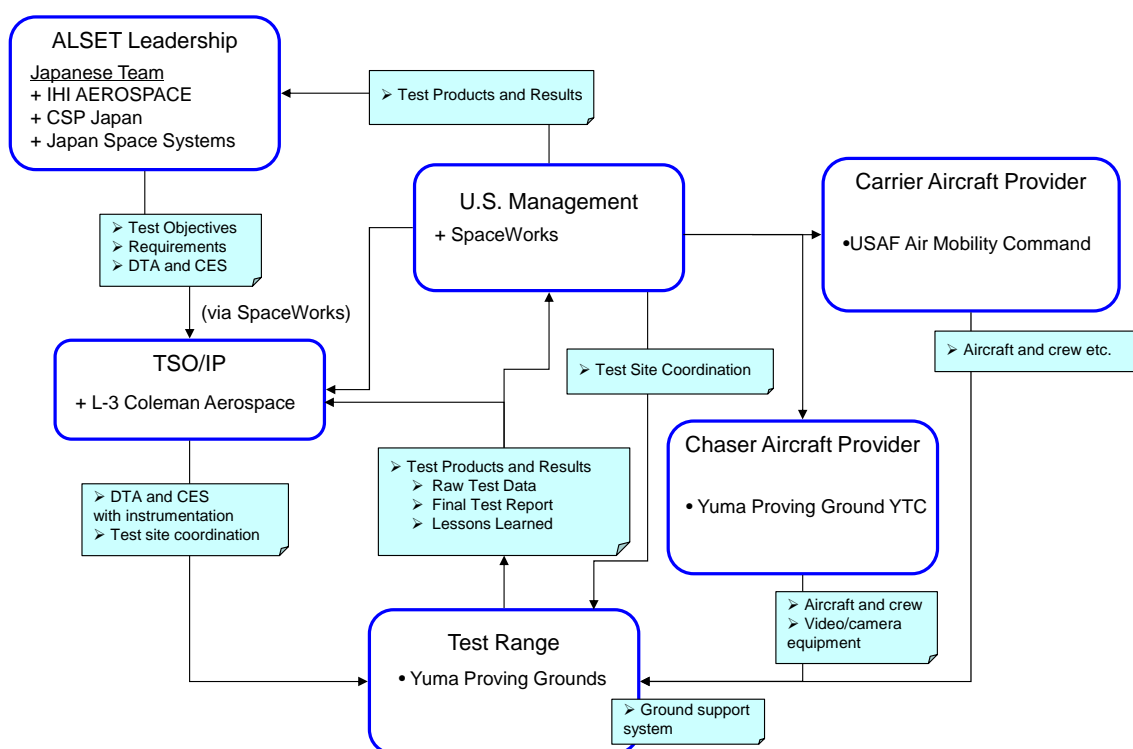 ALSET Leadership
Japanese Team
+ IHI AEROSPACE
+ CSP Japan
+ Japan Space Systems
➢ Test Products and Results
U.S. Management
+ SpaceWorks
Carrier Aircraft Provider
•USAF Air Mobility Command
➢ Test Objectives
➢ Requirements
➢ DTA and CES
(via SpaceWorks)
TSO/IP
+ L-3 Coleman Aerospace
➢ Test Site Coordination
➢ Aircraft and crew etc.
Chaser Aircraft Provider
• Yuma Proving Ground YTC
➢ Test Products and Results
➢ Raw Test Data
➢ Final Test Report
➢ Lessons Learned
➢ DTA and CES
with instrumentation
➢ Test site coordination
➢ Aircraft and crew
➢ Video/camera
equipment
Test Range
• Yuma Proving Grounds
➢ Ground support
system